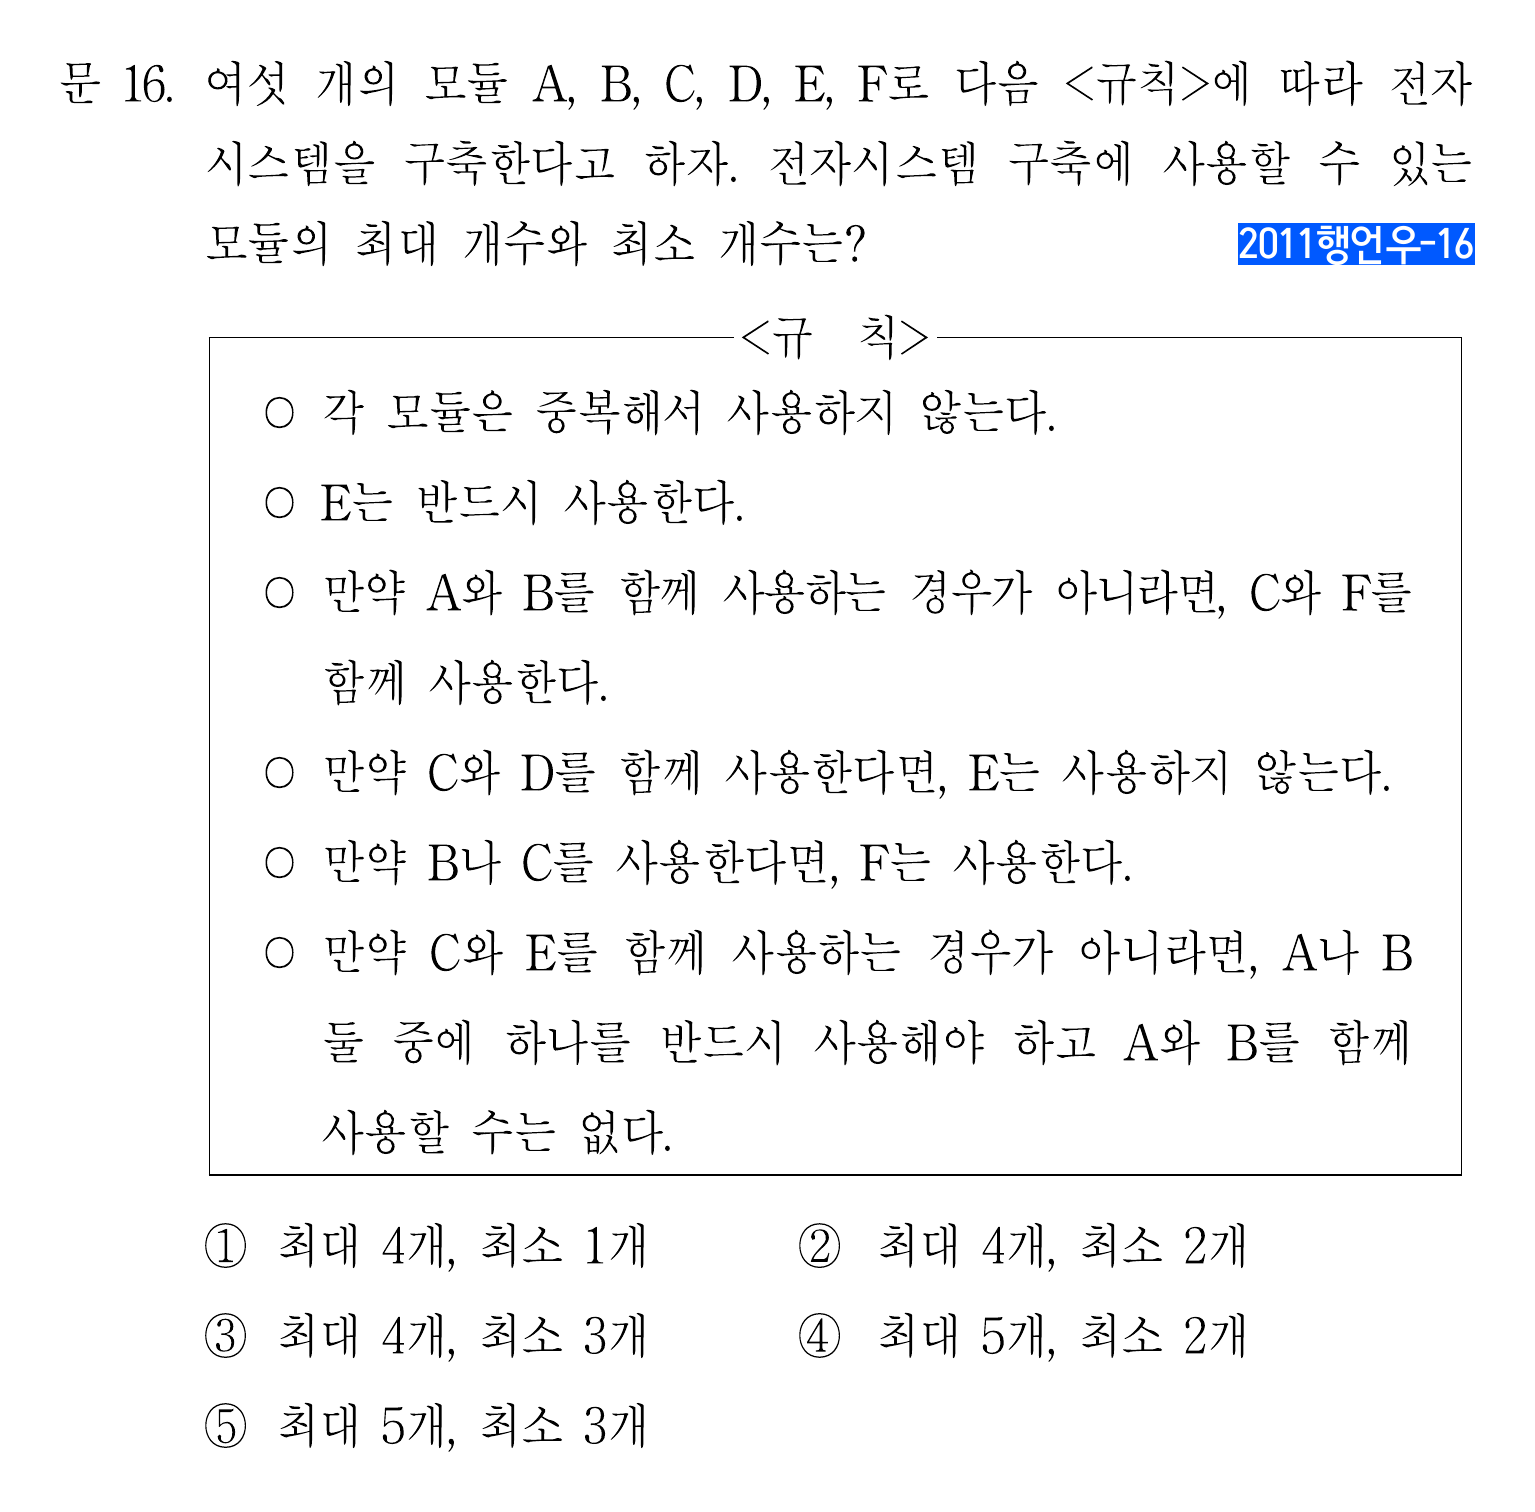 문 16. 여섯 개의 모듈 A, B, C, D, E, F로 다음 <규칙>에 따라 전자
시스템을 구축한다고 하자. 전자시스템 구축에 사용할 수 있는
모듈의 최대 개수와 최소 개수는? 2011행언우-16
<규 칙>
○ 각 모듈은 중복해서 사용하지 않는다.
○ E는 반드시 사용한다.
○ 만약 A와 B를 함께 사용하는 경우가 아니라면, C와 F를
함께 사용한다.
○ 만약 C와 D를 함께 사용한다면, E는 사용하지 않는다.
○ 만약 B나 C를 사용한다면, F는 사용한다.
○ 만약 C와 E를 함께 사용하는 경우가 아니라면, A나 B
둘 중에 하나를 반드시 사용해야 하고 A와 B를 함께
사용할 수는 없다.
① 최대 4개, 최소 1개 ② 최대 4개, 최소 2개
③ 최대 4개, 최소 3개 ④ 최대 5개, 최소 2개
⑤ 최대 5개, 최소 3개